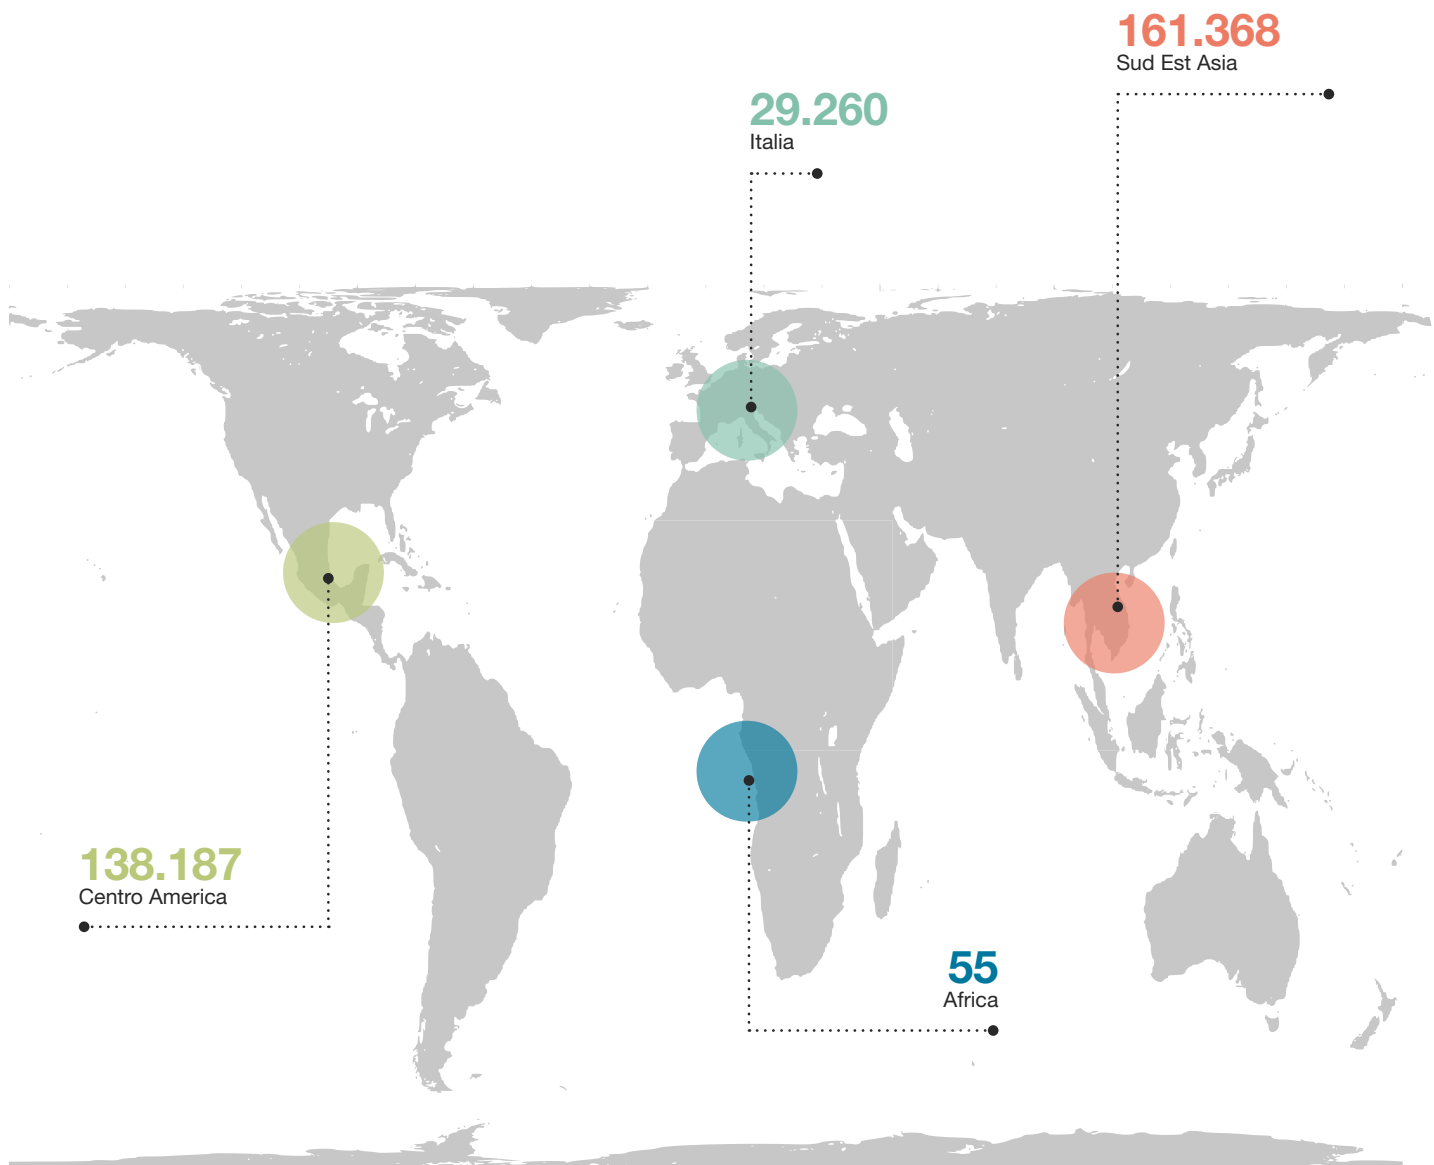 161.368
Sud Est Asia
29.260
Italia
138.187
Centro America
55
Africa